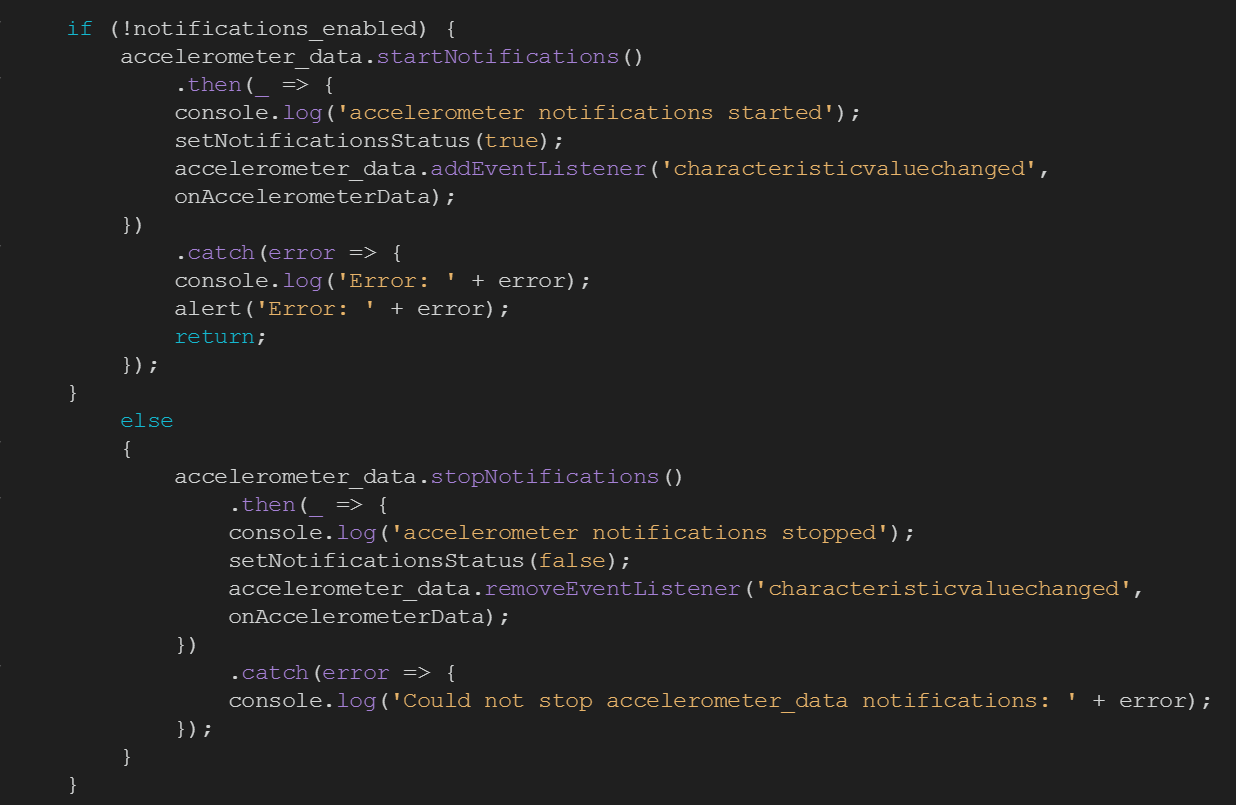 if (!notifications_enabled) {
accelerometer_data.startNotifications()
.then(_ => {
console.log('accelerometer notifications started');
setNotificationsStatus(true);
accelerometer_data.addEventListener('characteristicvaluechanged',
onAccelerometerData);
})
.catch(error => {
console.log('Error: ' + error);
alert('Error: ' + error);
return;
});
}
else
{
accelerometer_data.stopNotifications()
.then(_ => {
console.log('accelerometer notifications stopped');
setNotificationsStatus(false);
accelerometer_data.removeEventListener('characteristicvaluechanged',
onAccelerometerData);
})
.catch(error => {
console.log('Could not stop accelerometer_data notifications: ' + error);
});
}
}